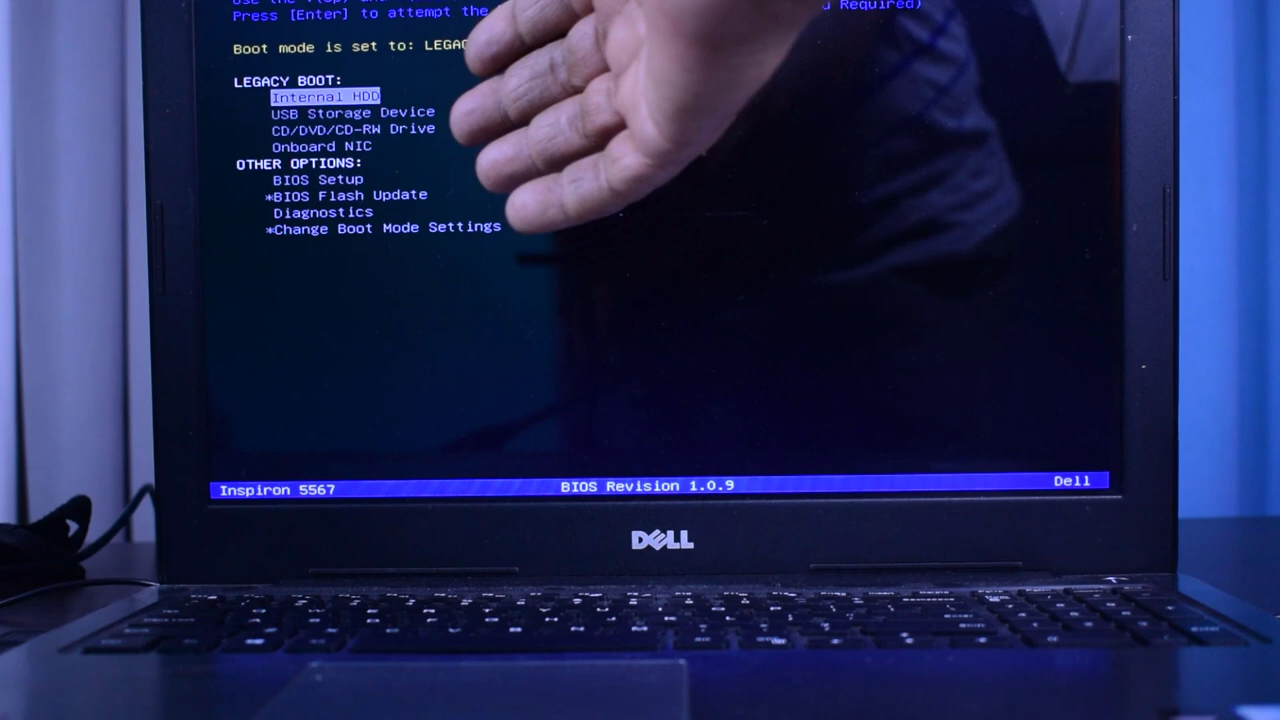 Press [Enter] to attempt the
Required)
Boot mode is set to:
LEGACY BOOT:
Internal HDD
USB Storage Device
CD/DVD/CD-RW Drive
Onboard NIC
OTHER OPTIONS:
BIOS Setup
*BIOS Flash Update
Diagnostics
*Change Boot Mode Settings
Inspiron 5567
BIOS Revision 1.0.9
Dell
DELL